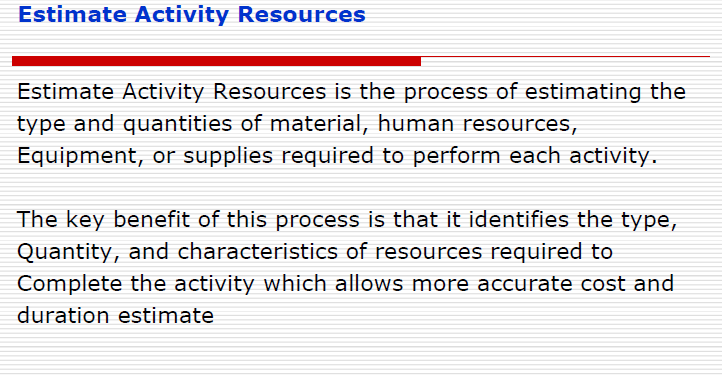 Estimate Activity Resources
Estimate Activity Resources is the process of estimating the
type and quantities of material, human resources,
Equipment, or supplies required to perform each activity.
The key benefit of this process is that it identifies the type,
Quantity, and characteristics of resources required to
Complete the activity which allows more accurate cost and
duration estimate